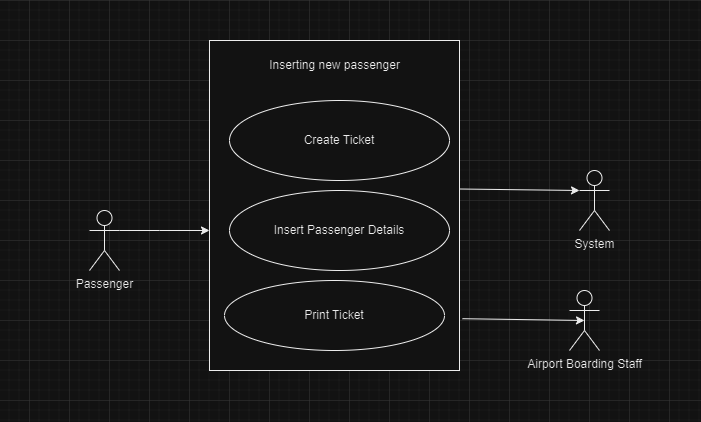 Inserting new passenger
Create Ticket
Insert Passenger Details
Print Ticket
Passenger
System
Airport Boarding Staff